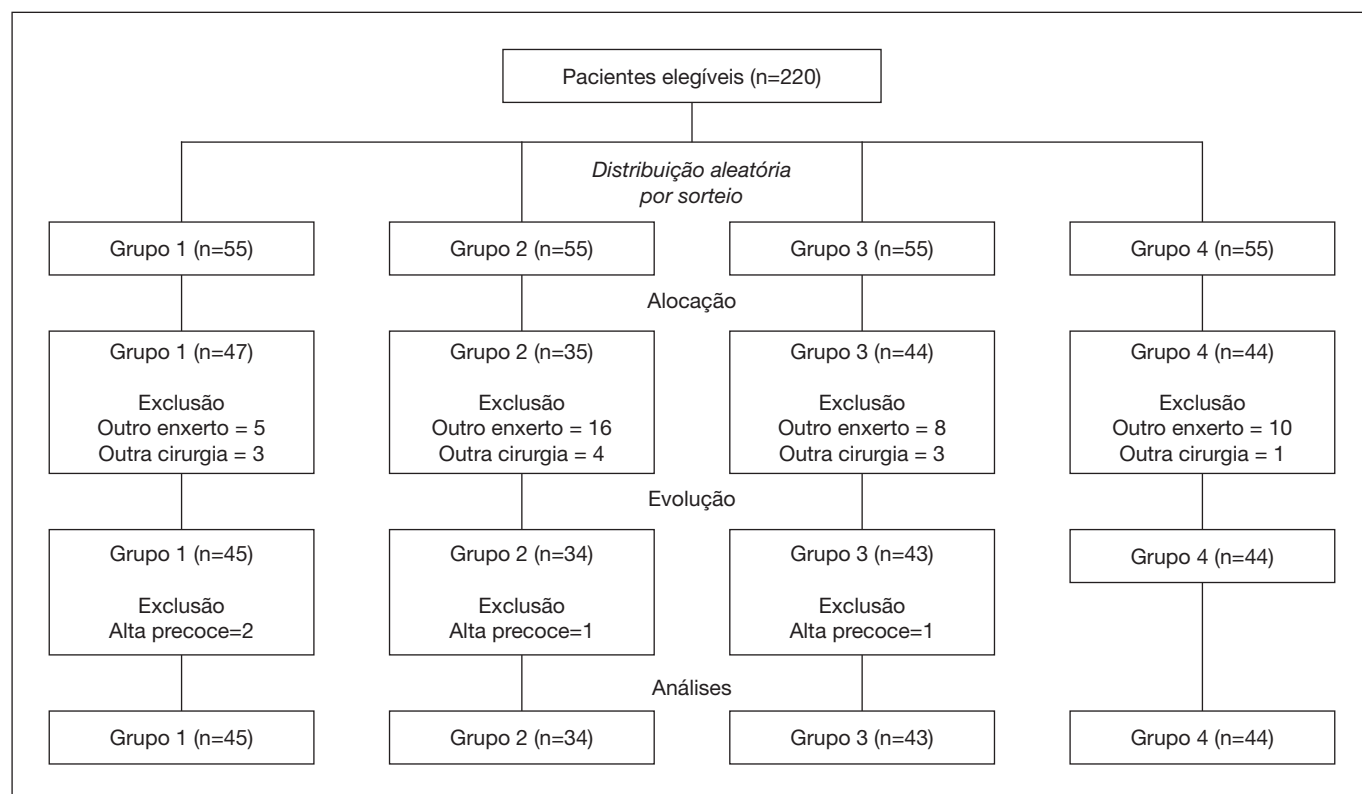 Pacientes elegíveis (n=220)
Distribuição aleatória
por sorteio
Grupo 1 (n=55)
Grupo 2 (n=55)
Grupo 3 (n=55)
Grupo 4 (n=55)
Alocação
Grupo 1 (n=47)
Exclusão
Outro enxerto = 5
Outra cirurgia = 3
Grupo 2 (n=35)
Exclusão
Outro enxerto = 16
Outra cirurgia = 4
Grupo 3 (n=44)
Exclusão
Outro enxerto = 8
Outra cirurgia = 3
Grupo 4 (n=44)
Exclusão
Outro enxerto = 10
Outra cirurgia = 1
Evolução
Grupo 1 (n=45)
Exclusão
Alta precoce=2
Grupo 2 (n=34)
Exclusão
Alta precoce=1
Grupo 3 (n=43)
Exclusão
Alta precoce=1
Grupo 4 (n=44)
Análises
Grupo 1 (n=45)
Grupo 2 (n=34)
Grupo 3 (n=43)
Grupo 4 (n=44)